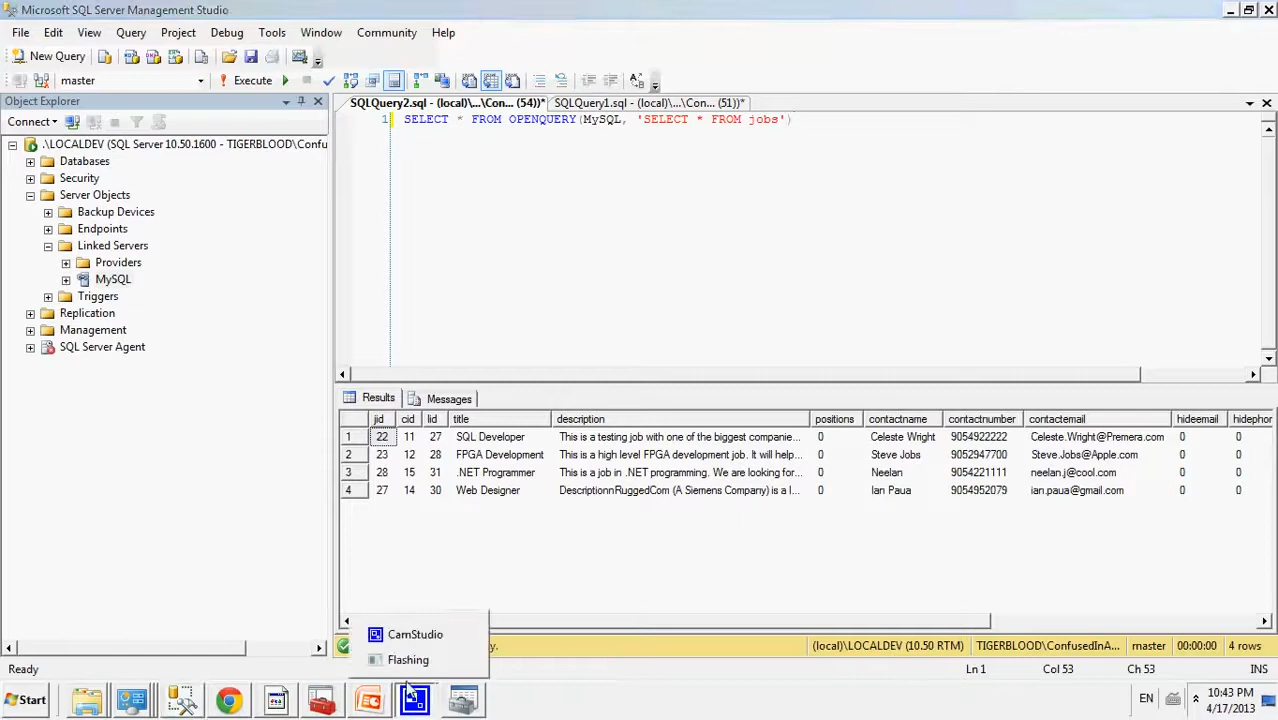 Microsoft SQL Server Management Studio
File Edit View Query Project Debug Tools Window Community Help
New Query
master Execute
Object Explorer
SQLQuery2.sql - (local)\...\Con... (54))* SQLQuery1.sql - (local)\...\Con... (51))*
Connect
1 SELECT * FROM OPENQUERY(MySQL, 'SELECT * FROM jobs')
.\LOCALDEV (SQL Server 10.50.1600 - TIGERBLOOD\Confu
Databases
Security
Server Objects
Backup Devices
Endpoints
Linked Servers
Providers
MySQL
Triggers
Replication
Management
SQL Server Agent
Results Messages
jid cid lid title description positions contactname contactnumber contactemail hideemail hidephor
1 22 11 27 SQL Developer This is a testing job with one of the biggest companie... 0 Celeste Wright 9054922222 Celeste.Wright@Premera.com 0 0
2 23 12 28 FPGA Development This is a high level FPGA development job. It will help... 0 Steve Jobs 9052947700 Steve.Jobs@Apple.com 0 0
3 28 15 31 .NET Programmer This is a job in .NET programming. We are looking for... 0 Neelan 9054221111 neelan.j@cool.com 0 0
4 27 14 30 Web Designer DescriptionnRuggedCom (A Siemens Company) is a l... 0 Ian Paua 9054952079 ian.paua@gmail.com 0 0
CamStudio
Flashing
y. (local)\LOCALDEV (10.50 RTM) TIGERBLOOD\ConfusedInA... master 00:00:00 4 rows
Ready Ln 1 Col 53 INS
Start EN 10:43 PM
4/17/2013